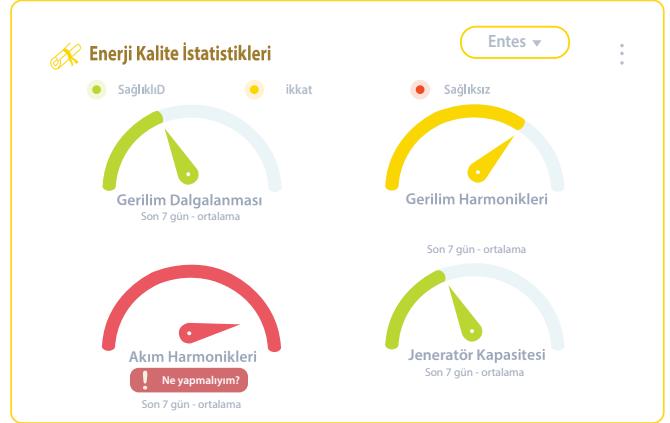 Enerji Kalite İstatistikleri
Entes
SağlıklıD
ikkat
Sağlıksız
Gerilim Dalgalanması
Son 7 gün - ortalama
Gerilim Harmonikleri
Son 7 gün - ortalama
Akım Harmonikleri
! Ne yapmalıyım?
Son 7 gün - ortalama
Jeneratör Kapasitesi
Son 7 gün - ortalama